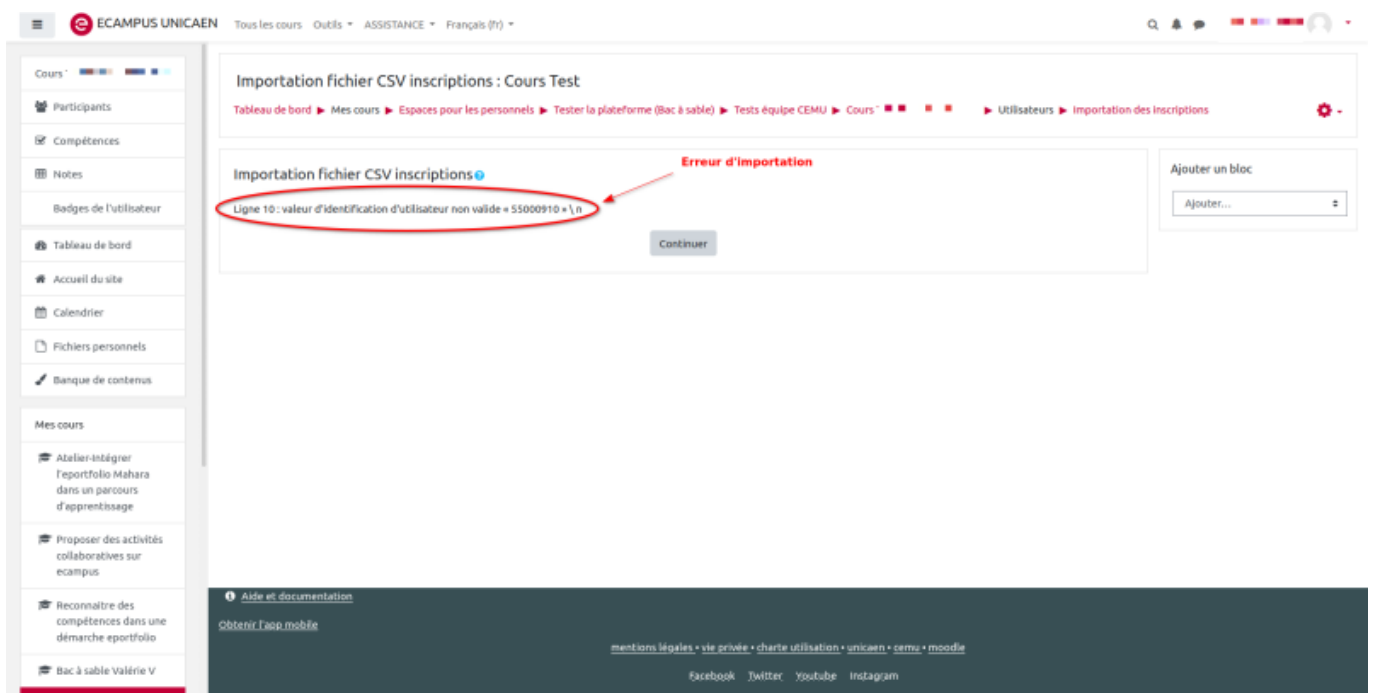 ECAMPUS UNICAEN Tous les cours Outils ASSISTANCE Français (fr)
Cours
Participants
Compétences
Notes
Badges de l'utilisateur
Tableau de bord
Accueil du site
Calendrier
Fichiers personnels
Banque de contenus
Mes cours
Atelier-Intégrer
l'eportfolio Mahara
dans un parcours
d'apprentissage
Proposer des activités
collaboratives sur
ecampus
Reconnaitre des
compétences dans une
démarche eportfolio
Bac à sable Valérie V
Importation fichier CSV inscriptions : Cours Test
Tableau de bord ► Mes cours ► Espaces pour les personnels ► Tester la plateforme (Bac à sable) ► Tests équipe CEMU ► Cours ► Utilisateurs ► Importation des inscriptions
Importation fichier CSV inscriptions
Erreur d'importation
Ligne 10 : valeur d'identification d'utilisateur non valide « 55000910 » \ n
Continuer
Ajouter un bloc
Ajouter...
Aide et documentation
Obtenir l'app mobile
mentions légales • vie privée • charte utilisation • unicaen • cemu • moodle
Facebook Twitter Youtube Instagram